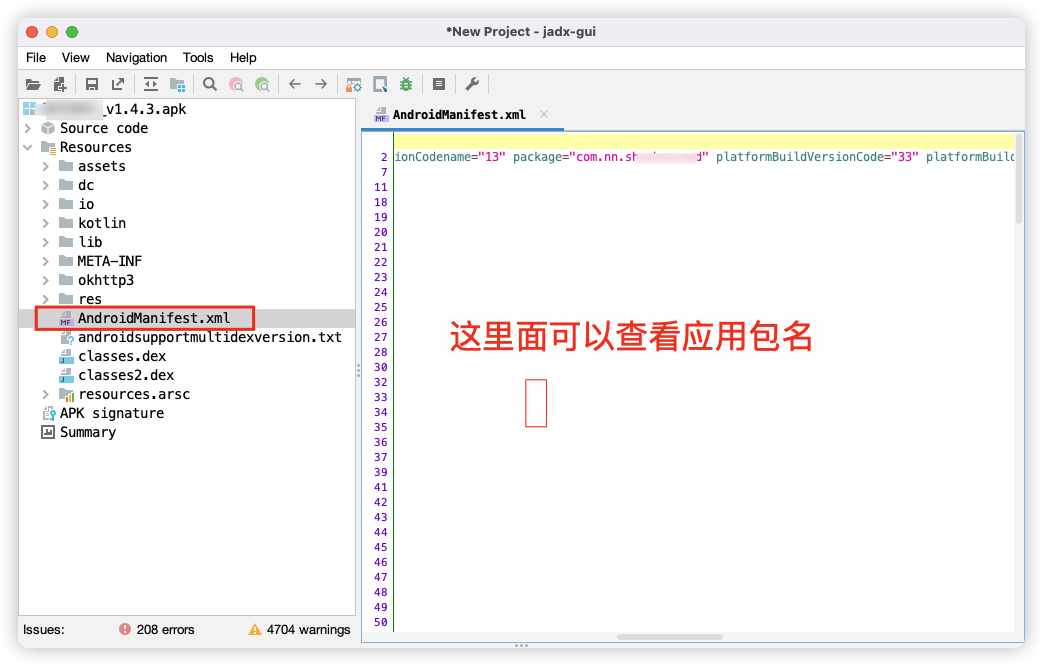 *New Project - jadx-gui
File View Navigation Tools Help
_v1.4.3.apk
Source code
Resources
assets
dc
io
kotlin
lib
META-INF
okhttp3
res
AndroidManifest.xml
androidsupportmultidexversion.txt
classes.dex
classes2.dex
resources.arsc
APK signature
Summary
Issues: 208 errors 4704 warnings
AndroidManifest.xml
2 ionCodename="13" package="com.nn.sh d" platformBuildVersionCode="33" platformBuild
7
11
18
19
20
21
22
23
24
25
26
27
28
30
32
33
34
35
36
37
39
41
42
43
44
45
46
47
48
49
50
这里面可以查看应用包名